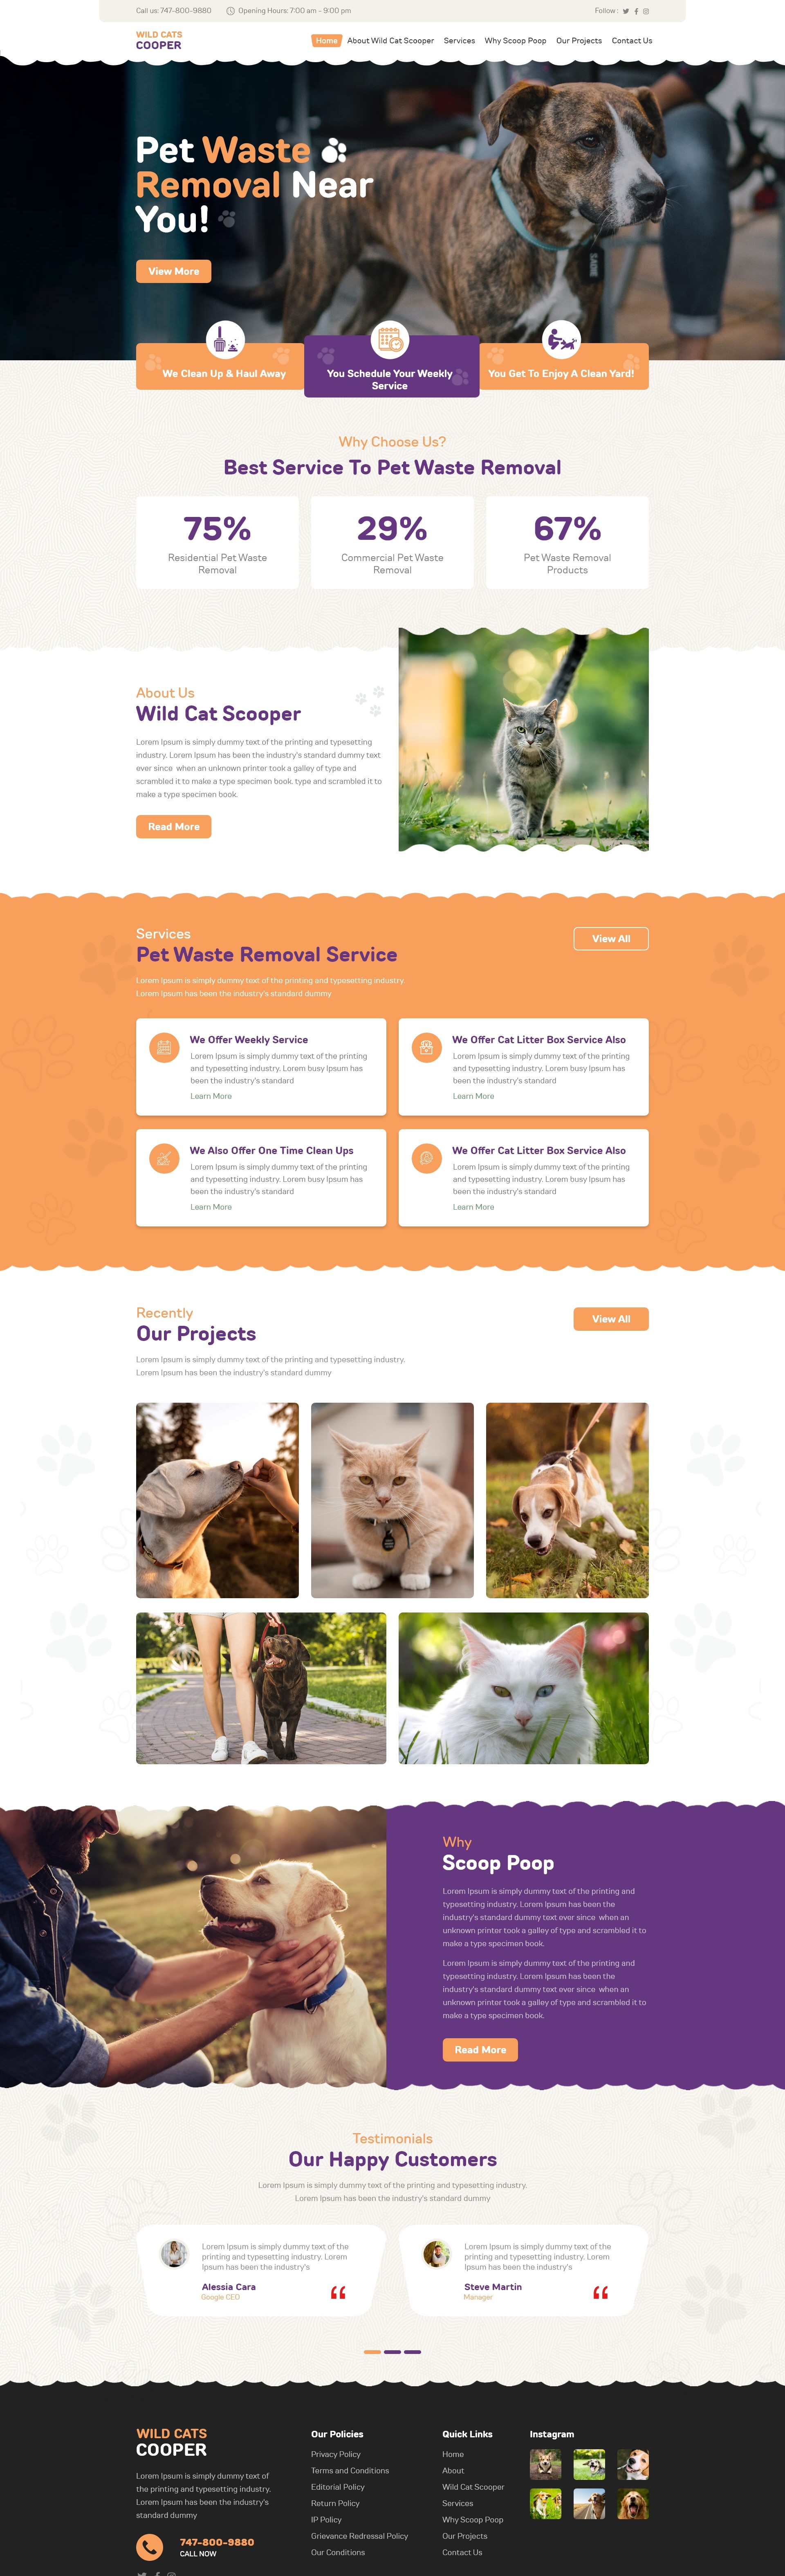 Call us: 747-800-9880
Opening Hours: 7:00 am - 9:00 pm
Follow :
WILD CATS
COOPER
Home
About Wild Cat Scooper
Services
Why Scoop Poop
Our Projects
Contact Us
Pet Waste
Removal Near
You!
SADIE
View More
We Clean Up & Haul Away
You Schedule Your Weekly
Service
You Get To Enjoy A Clean Yard!
Why Choose Us?
Best Service To Pet Waste Removal
75%
Residential Pet Waste
Removal
29%
Commercial Pet Waste
Removal
67%
Pet Waste Removal
Products
About Us
Wild Cat Scooper
Lorem Ipsum is simply dummy text of the printing and typesetting
industry. Lorem Ipsum has been the industry's standard dummy text
ever since when an unknown printer took a galley of type and
scrambled it to make a type specimen book. type and scrambled it to
make a type specimen book.
Read More
Services
Pet Waste Removal Service
Lorem Ipsum is simply dummy text of the printing and typesetting industry.
Lorem Ipsum has been the industry's standard dummy
View All
We Offer Weekly Service
Lorem Ipsum is simply dummy text of the printing
and typesetting industry. Lorem busy Ipsum has
been the industry's standard
Learn More
We Offer Cat Litter Box Service Also
Lorem Ipsum is simply dummy text of the printing
and typesetting industry. Lorem busy Ipsum has
been the industry's standard
Learn More
We Also Offer One Time Clean Ups
Lorem Ipsum is simply dummy text of the printing
and typesetting industry. Lorem busy Ipsum has
been the industry's standard
Learn More
We Offer Cat Litter Box Service Also
Lorem Ipsum is simply dummy text of the printing
and typesetting industry. Lorem busy Ipsum has
been the industry's standard
Learn More
Recently
Our Projects
Lorem Ipsum is simply dummy text of the printing and typesetting industry.
Lorem Ipsum has been the industry's standard dummy
View All
Why
Scoop Poop
Lorem Ipsum is simply dummy text of the printing and
typesetting industry. Lorem Ipsum has been the
industry's standard dummy text ever since when an
unknown printer took a galley of type and scrambled it to
make a type specimen book.
Lorem Ipsum is simply dummy text of the printing and
typesetting industry. Lorem Ipsum has been the
industry's standard dummy text ever since when an
unknown printer took a galley of type and scrambled it to
make a type specimen book.
Read More
Testimonials
Our Happy Customers
Lorem Ipsum is simply dummy text of the printing and typesetting industry.
Lorem Ipsum has been the industry's standard dummy
Lorem Ipsum is simply dummy text of the
printing and typesetting industry. Lorem
Ipsum has been the industry's
Alessia Cara
Google CEO
Lorem Ipsum is simply dummy text of the
printing and typesetting industry. Lorem
Ipsum has been the industry's
Steve Martin
Manager
WILD CATS
COOPER
Lorem Ipsum is simply dummy text of
the printing and typesetting industry.
Lorem Ipsum has been the industry's
standard dummy
747-800-9880
CALL NOW
Our Policies
Privacy Policy
Terms and Conditions
Editorial Policy
Return Policy
IP Policy
Grievance Redressal Policy
Our Conditions
Quick Links
Home
About
Wild Cat Scooper
Services
Why Scoop Poop
Our Projects
Contact Us
Instagram